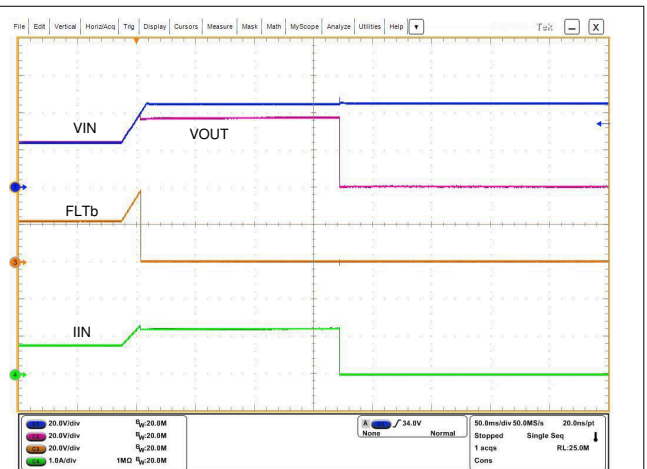 File Edit Vertical Horiz/Acq Trig Display Cursors Measure Mask Math MyScope Analyze Utilities Help
Tek
X
VIN
VOUT
1
FLTb
3
IIN
4
20.0V/div BW:20.0M
20.0V/div BW:20.0M
20.0V/div BW:20.0M
1.0A/div 1MΩ BW:20.0M
A 34.0V
None Normal
50.0ms/div 50.0MS/s 20.0ns/pt
Stopped Single Seq
1 acqs RL:25.0M
Cons